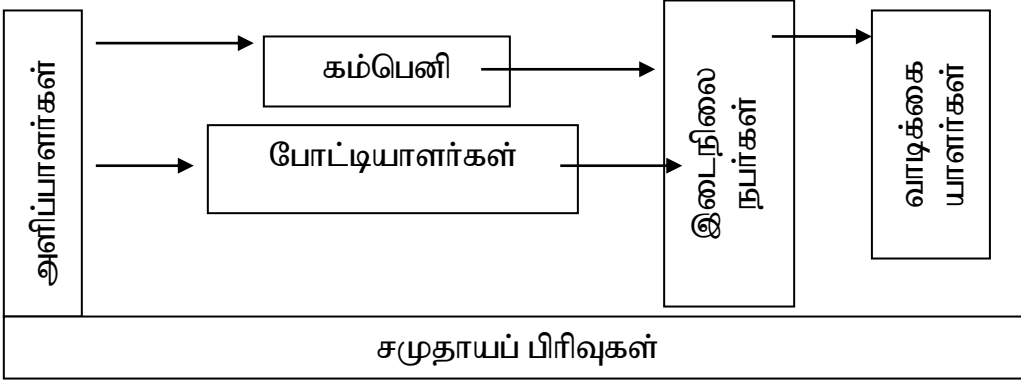 அளிப்பாளர்கள்
கம்பெனி
போட்டியாளர்கள்
இடைநிலை
நபர்கள்
வாடிக்கை
யாளர்கள்
சமுதாயப் பிரிவுகள்